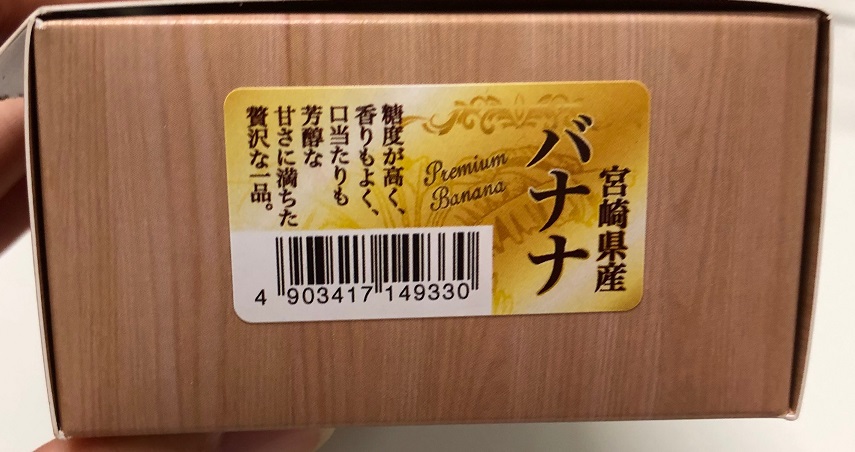 宮崎県産
バナナ
Premium
Banana
糖度が高く、
香りもよく、
口当たりも
芳醇な
甘さに満ちた
贅沢な一品。
4 903417 149330